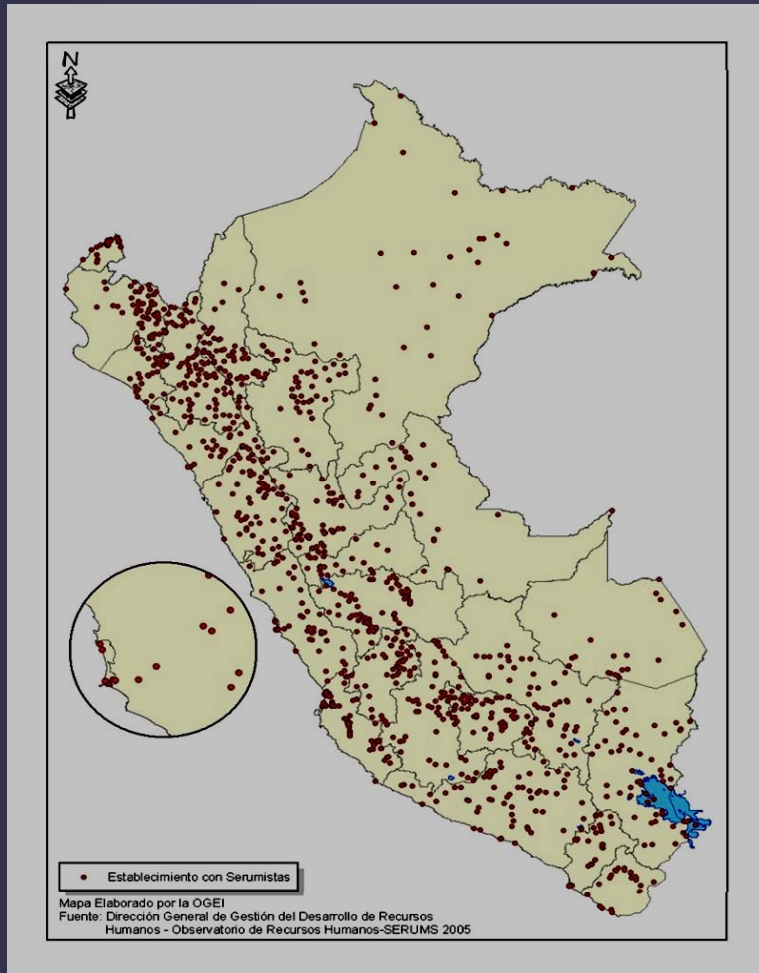 N
Establecimiento con Serumistas
Mapa Elaborado por la OGEI
Fuente: Dirección General de Gestión del Desarrollo de Recursos
Humanos - Observatorio de Recursos Humanos-SERUMS 2005